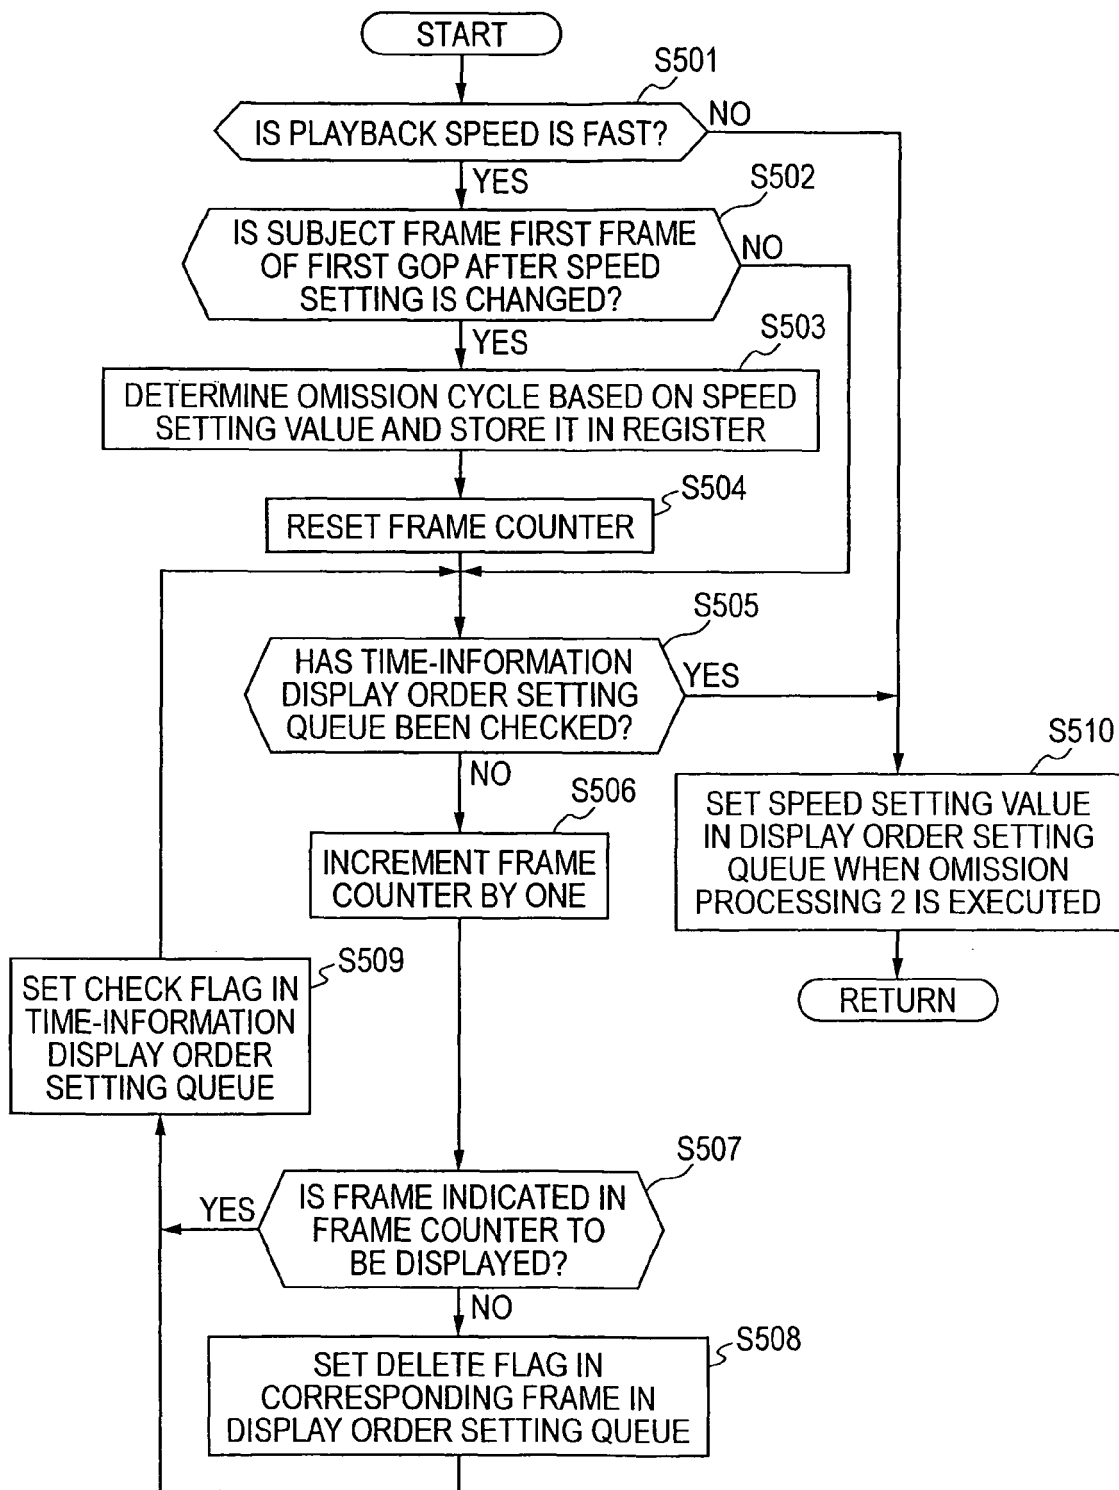 START
S501
IS PLAYBACK SPEED IS FAST?
NO
YES
S502
IS SUBJECT FRAME FIRST FRAME
OF FIRST GOP AFTER SPEED
SETTING IS CHANGED?
NO
YES
S503
DETERMINE OMISSION CYCLE BASED ON SPEED
SETTING VALUE AND STORE IT IN REGISTER
S504
RESET FRAME COUNTER
S505
HAS TIME-INFORMATION
DISPLAY ORDER SETTING
QUEUE BEEN CHECKED?
YES
NO
S510
SET SPEED SETTING VALUE
IN DISPLAY ORDER SETTING
QUEUE WHEN OMISSION
PROCESSING 2 IS EXECUTED
RETURN
S506
INCREMENT FRAME
COUNTER BY ONE
S509
SET CHECK FLAG IN
TIME-INFORMATION
DISPLAY ORDER
SETTING QUEUE
S507
IS FRAME INDICATED IN
FRAME COUNTER TO
BE DISPLAYED?
YES
NO
S508
SET DELETE FLAG IN
CORRESPONDING FRAME IN
DISPLAY ORDER SETTING QUEUE